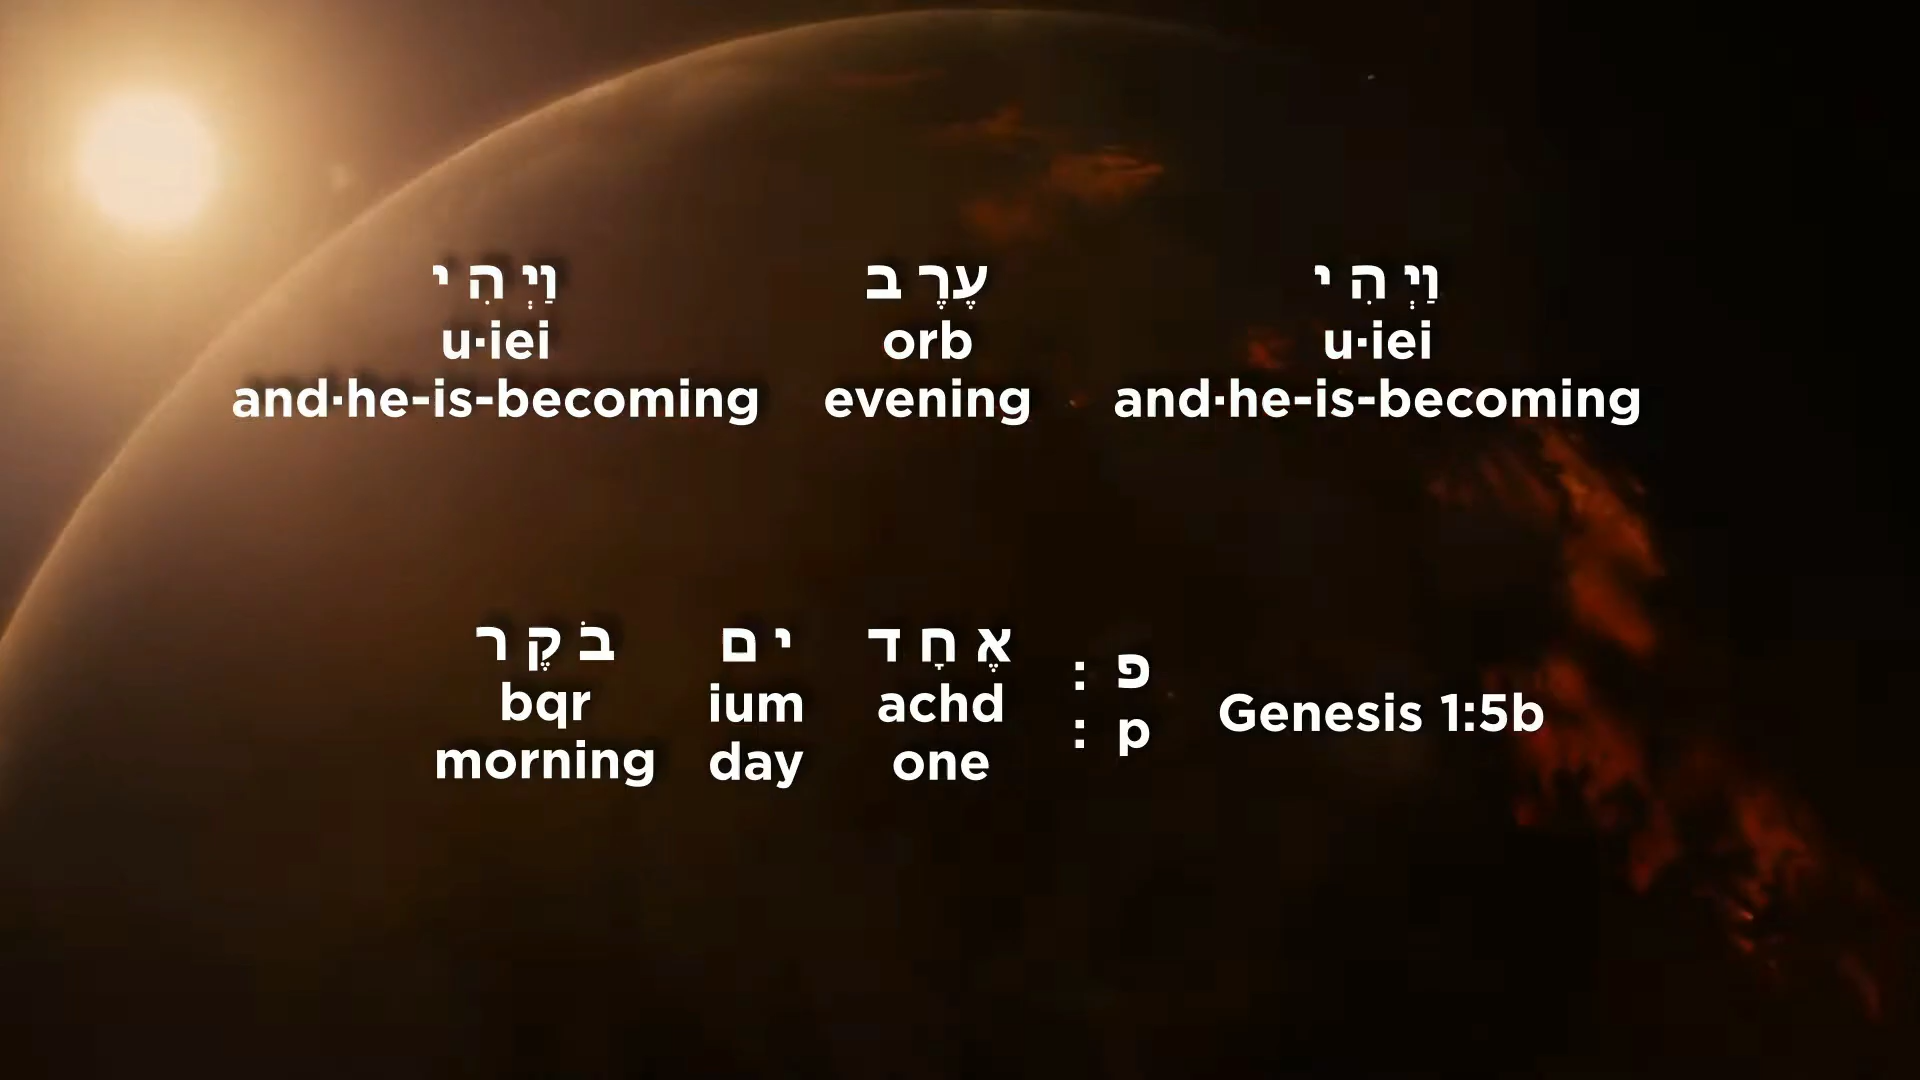 וַיְהִי עֶרֶב וַיְהִי
u·iei orb u·iei
and·he-is-becoming evening and·he-is-becoming
בֹקֶר ים אֶחָד : פ
bqr ium achd : p
morning day one
Genesis 1:5b